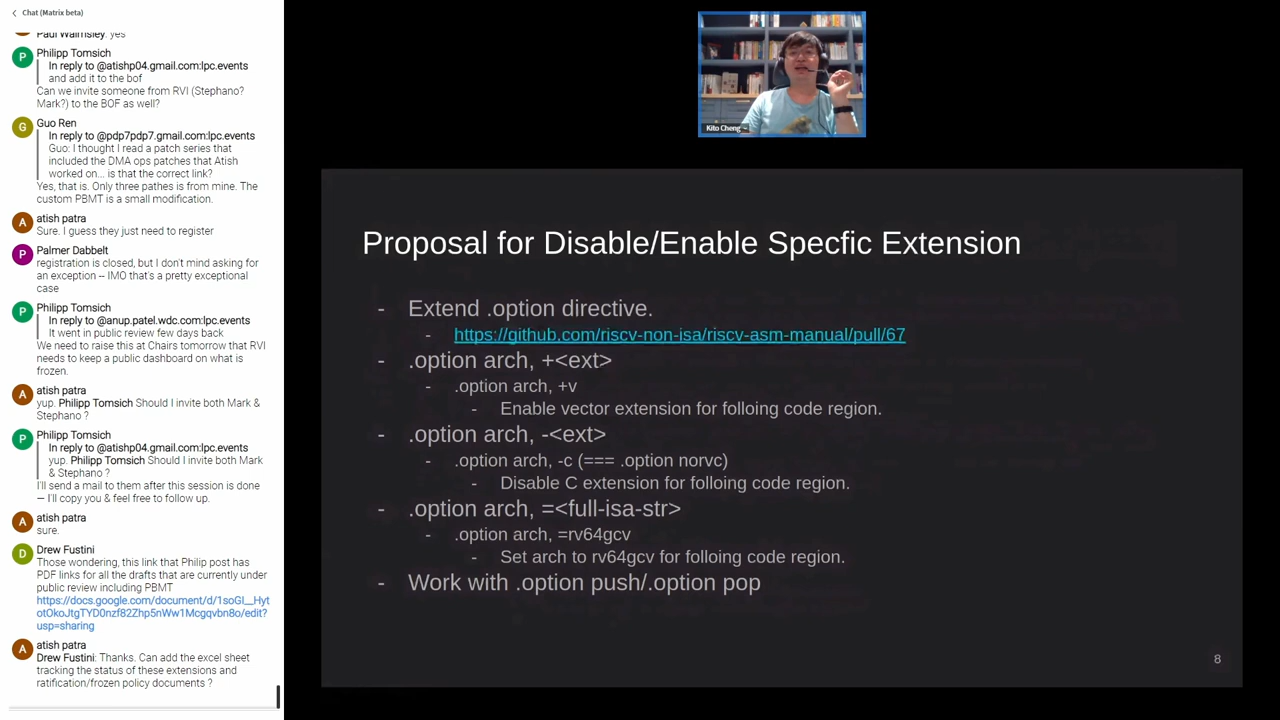 Chat (Matrix beta)
Paul Walmsley: yes
Philipp Tomsich
In reply to @atishp04.gmail.com:lpc.events
and add it to the bof
Can we invite someone from RVI (Stephano?
Mark?) to the BOF as well?
Guo Ren
In reply to @pdp7pdp7.gmail.com:lpc.events
Guo: I thought I read a patch series that
included the DMA ops patches that Atish
worked on... is that the correct link?
Yes, that is. Only three pathes is from mine. The
custom PBMT is a small modification.
atish patra
Sure. I guess they just need to register
Palmer Dabbelt
registration is closed, but I don't mind asking for
an exception -- IMO that's a pretty exceptional
case
Philipp Tomsich
In reply to @anup.patel.wdc.com:lpc.events
It went in public review few days back
We need to raise this at Chairs tomorrow that RVI
needs to keep a public dashboard on what is
frozen.
atish patra
yup. Philipp Tomsich Should I invite both Mark &
Stephano ?
Philipp Tomsich
In reply to @atishp04.gmail.com:lpc.events
yup. Philipp Tomsich Should I invite both Mark
& Stephano ?
I'll send a mail to them after this session is done
— I'll copy you & feel free to follow up.
atish patra
sure.
Drew Fustini
Those wondering, this link that Philip post has
PDF links for all the drafts that are currently under
public review including PBMT
https://docs.google.com/document/d/1soGI__Hyt
otOkoJtgTYD0nzf82Zhp5nWw1Mcgqvbn8o/edit?
usp=sharing
atish patra
Drew Fustini: Thanks. Can add the excel sheet
tracking the status of these extensions and
ratification/frozen policy documents ?
Kito Cheng
Proposal for Disable/Enable Specfic Extension
- Extend .option directive.
- https://github.com/riscv-non-isa/riscv-asm-manual/pull/67
- .option arch, +<ext>
- .option arch, +v
- Enable vector extension for folloing code region.
- .option arch, -<ext>
- .option arch, -c (=== .option norvc)
- Disable C extension for folloing code region.
- .option arch, =<full-isa-str>
- .option arch, =rv64gcv
- Set arch to rv64gcv for folloing code region.
- Work with .option push/.option pop
8